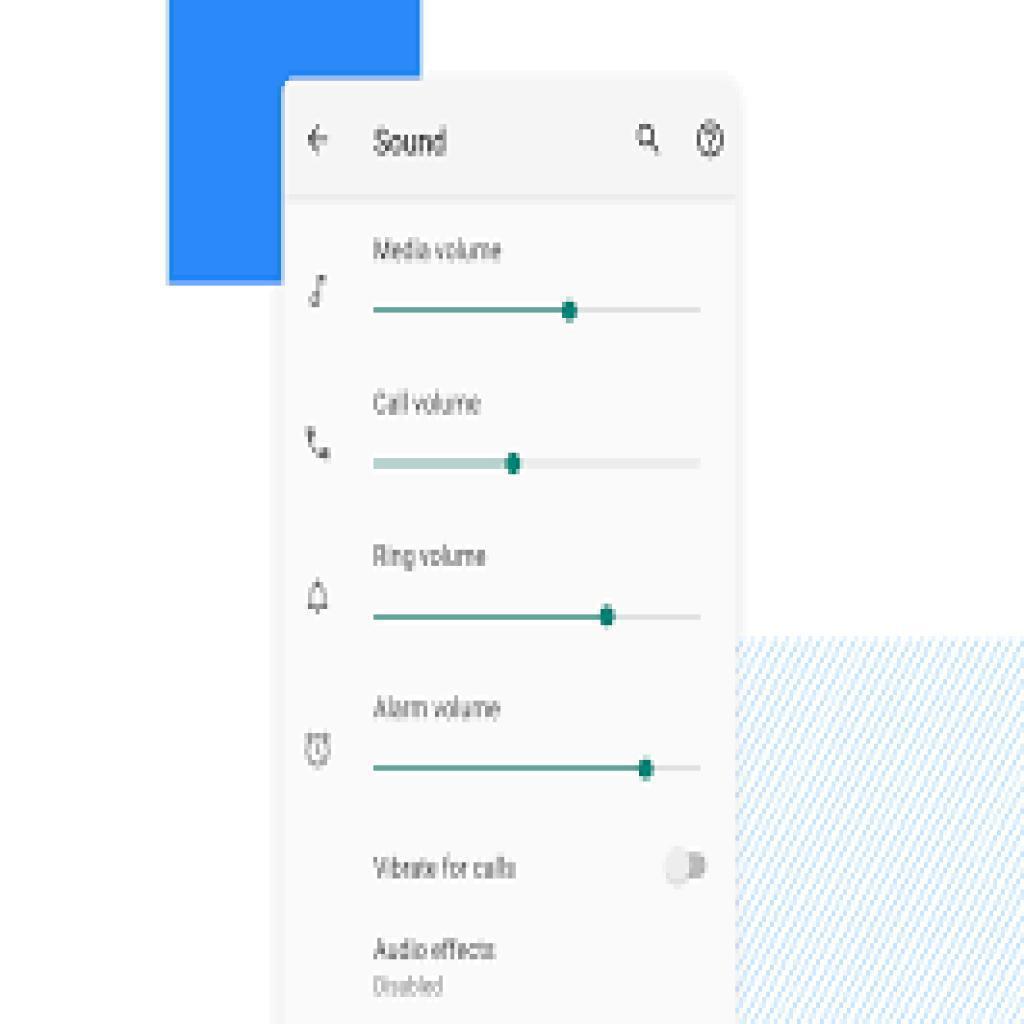 Sound
Media volume
Call volume
Ring volume
Alarm volume
Vibrate for calls
Audio effects
Disabled